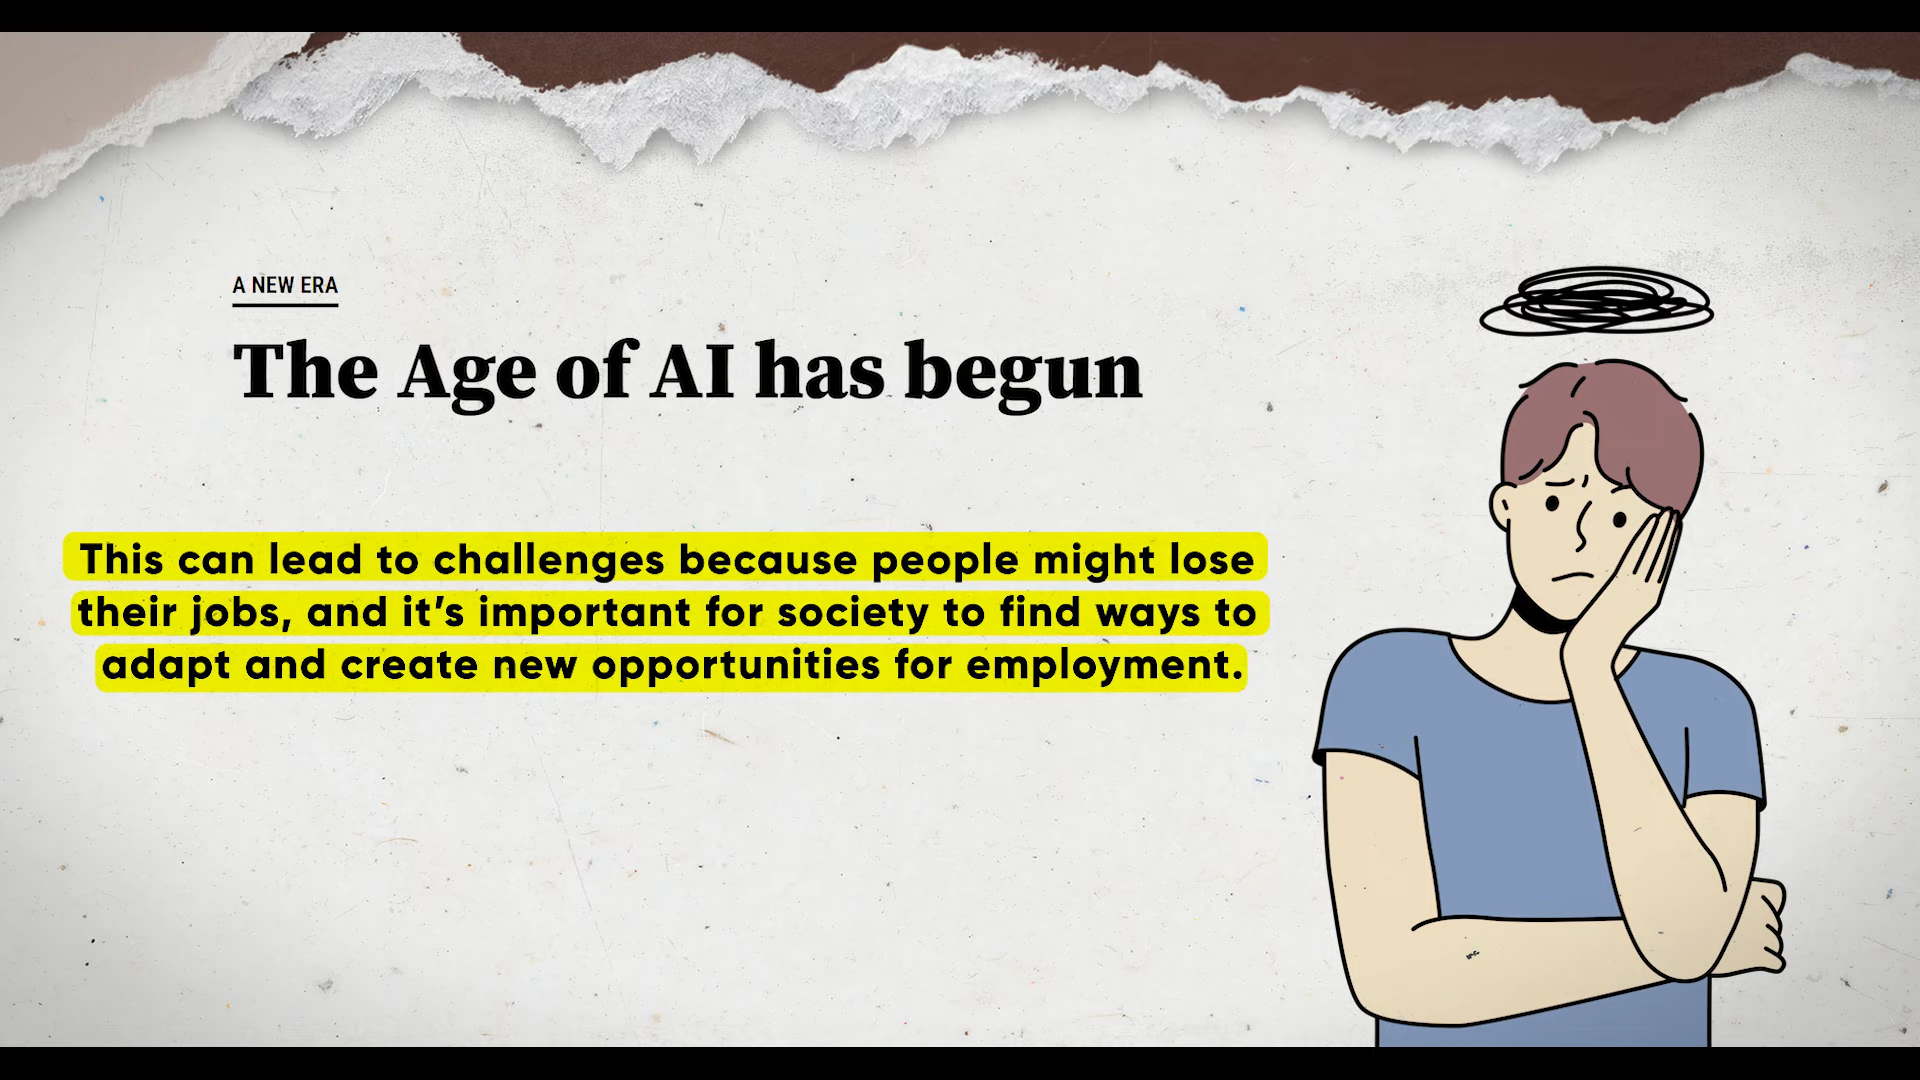 A NEW ERA
The Age of AI has begun
This can lead to challenges because people might lose
their jobs, and it’s important for society to find ways to
adapt and create new opportunities for employment.